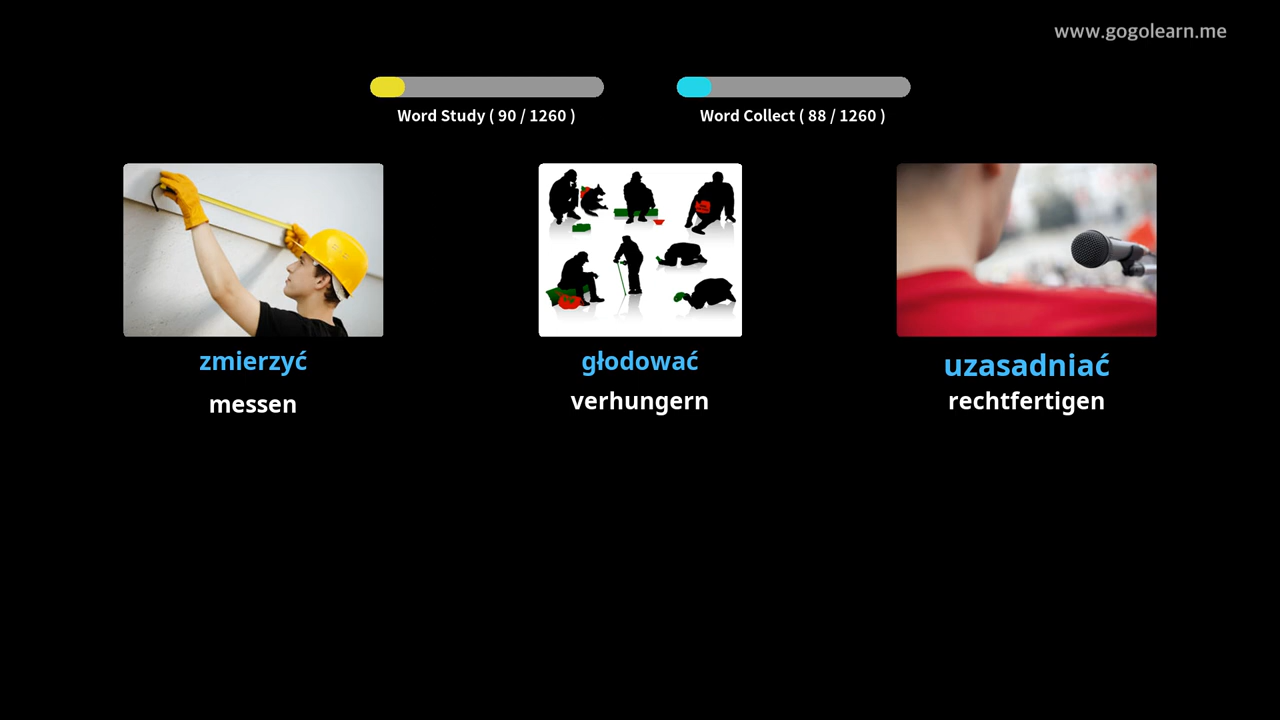 www.gogolearn.me
Word Study ( 90 / 1260 )
Word Collect ( 88 / 1260 )
zmierzyć
głodować
uzasadniać
messen
verhungern
rechtfertigen